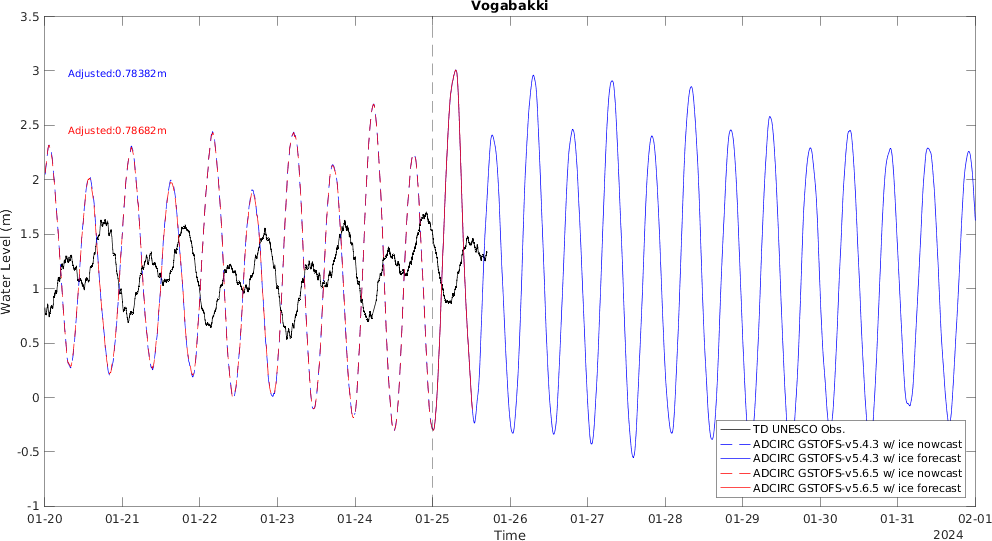 Vogabakki
3.5
3
2.5
2
1.5
1
0.5
0
-0.5
-1
Water Level (m)
Adjusted:0.78382m
Adjusted:0.78682m
TD UNESCO Obs.
ADCIRC GSTOFS-v5.4.3 w/ ice nowcast
ADCIRC GSTOFS-v5.4.3 w/ ice forecast
ADCIRC GSTOFS-v5.6.5 w/ ice nowcast
ADCIRC GSTOFS-v5.6.5 w/ ice forecast
01-20 01-21 01-22 01-23 01-24 01-25 01-26 01-27 01-28 01-29 01-30 01-31 02-01
Time
2024